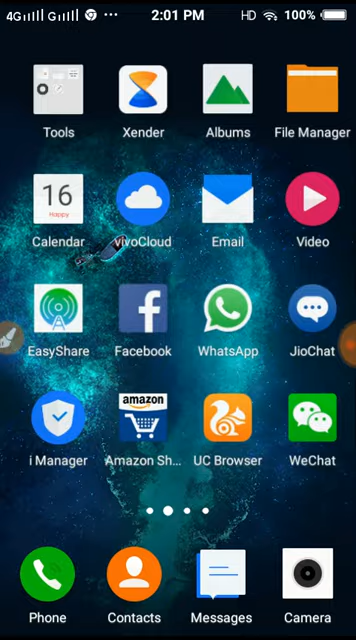 4G G ••• 2:01 PM HD 100%
Tools Xender Albums File Manager
16
Happy
Calendar vivoCloud Email Video
EasyShare Facebook WhatsApp JioChat
amazon
i Manager Amazon Sh... UC Browser WeChat
Phone Contacts Messages Camera